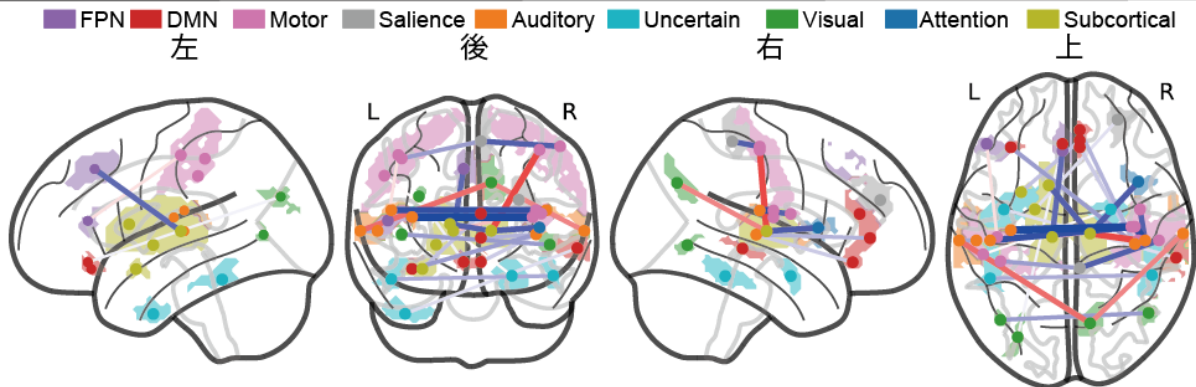 FPN DMN Motor Salience Auditory Uncertain Visual Attention Subcortical
左 後 右 上
L R L R